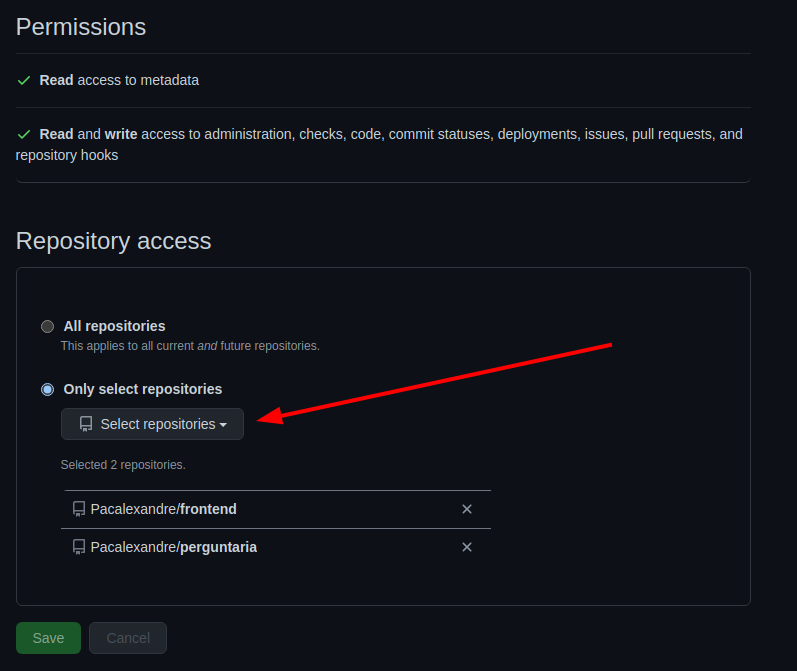 Permissions
Read access to metadata
Read and write access to administration, checks, code, commit statuses, deployments, issues, pull requests, and
repository hooks
Repository access
All repositories
This applies to all current and future repositories.
Only select repositories
Select repositories
Selected 2 repositories.
Pacalexandre/frontend
Pacalexandre/perguntaria
Save Cancel